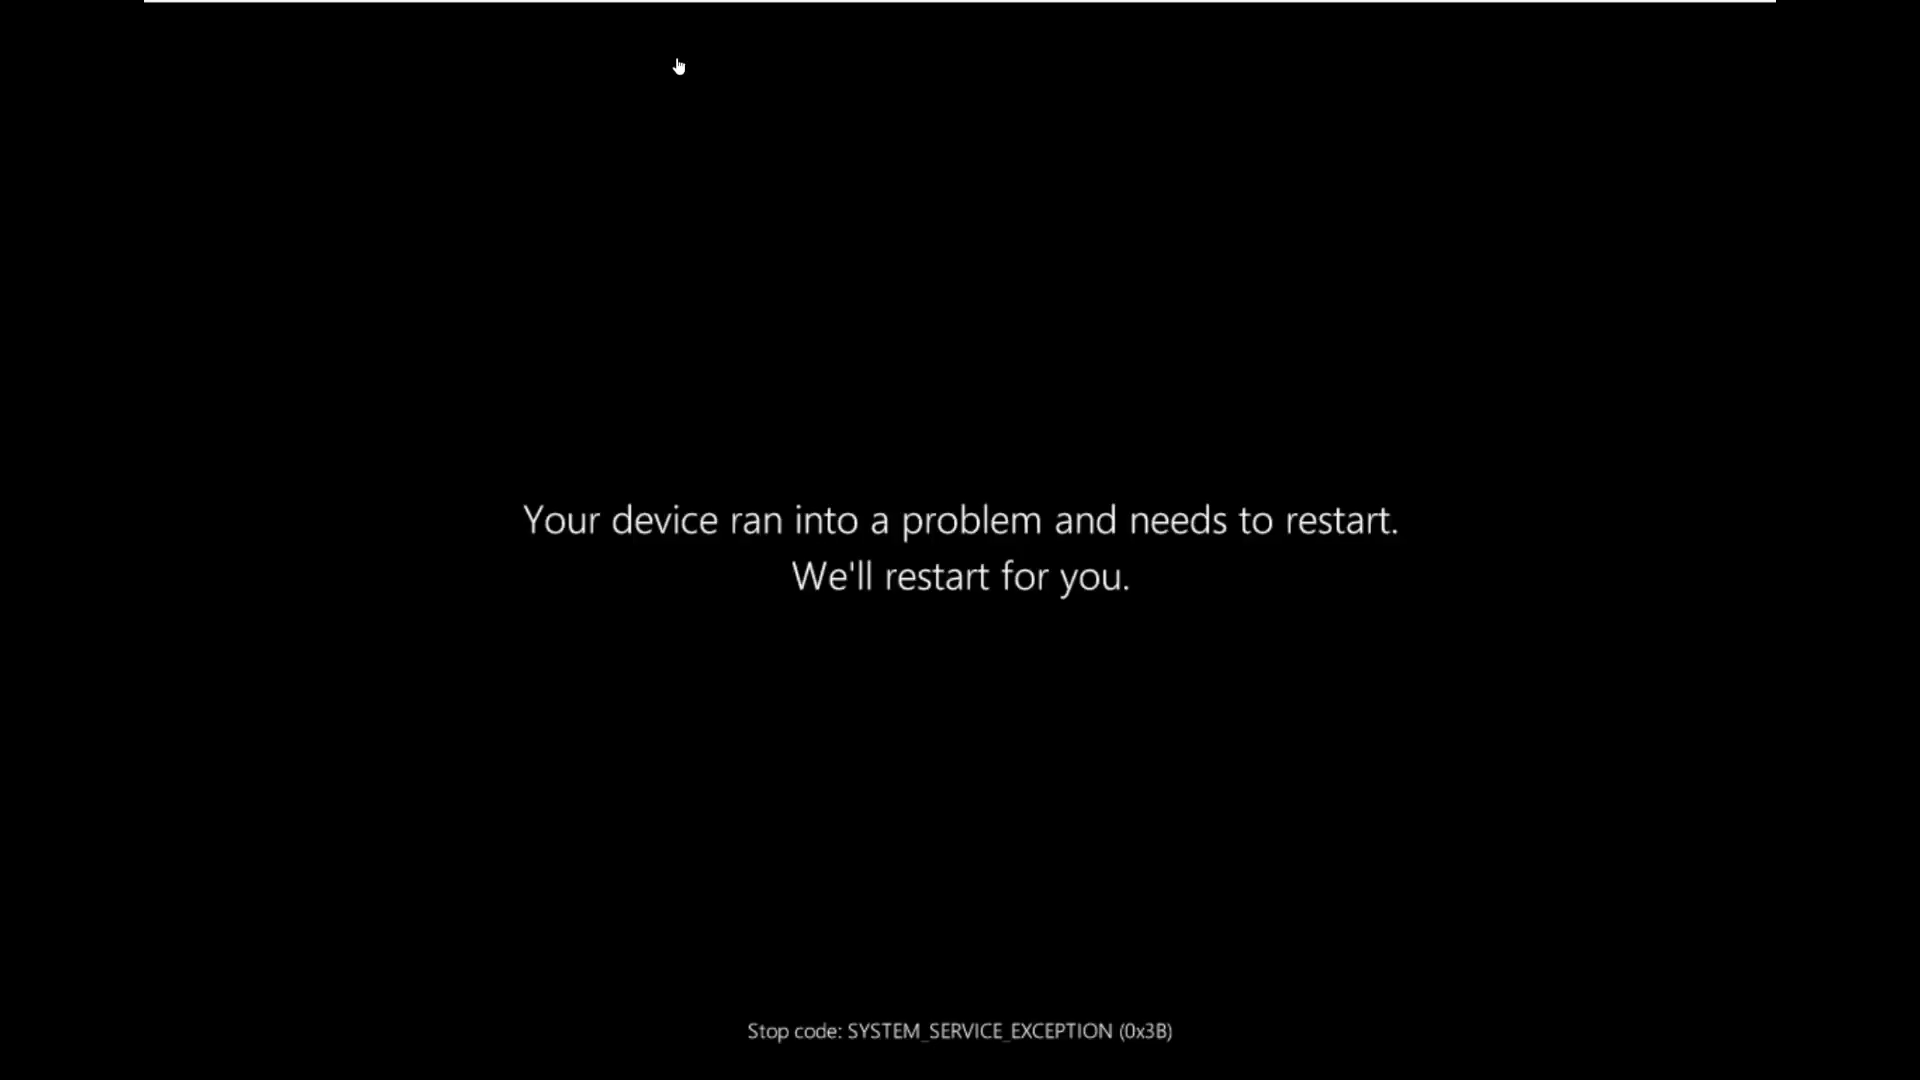 Your device ran into a problem and needs to restart.
We'll restart for you.
Stop code: SYSTEM_SERVICE_EXCEPTION (0x3B)